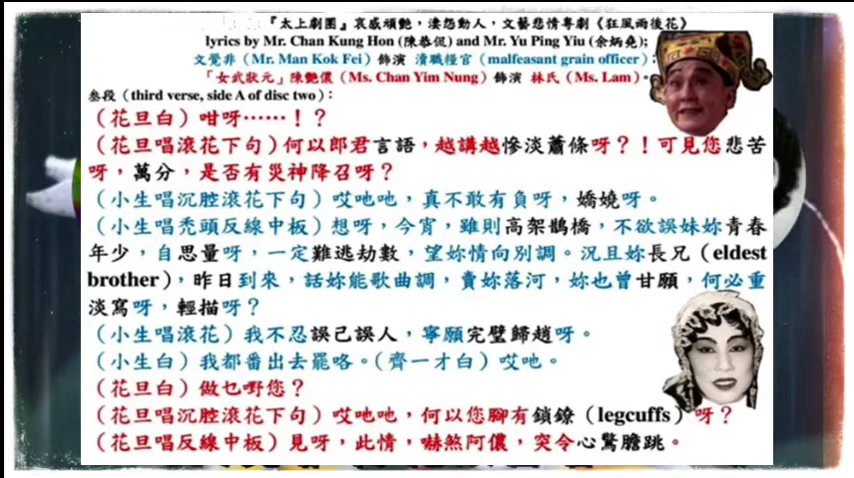 『太上劇團』哀感頑艷，淒怨動人，文藝悲情粵劇《狂風雨後花》
lyrics by Mr. Chan Kung Hon (陳恭侃) and Mr. Yu Ping Yiu (余炳堯);
文覺非（Mr. Man Kok Fei）飾演 瀆職糧官（malfeasant grain officer）;
「女武狀元」陳艷儂（Ms. Chan Yim Nung）飾演 林氏（Ms. Lam）。
叁段（third verse, side A of disc two）:
（花旦白）咁呀……！？
（花旦唱滾花下句）何以郎君言語，越講越慘淡蕭條呀？！可見您悲苦
呀，萬分，是否有災神降召呀？
（小生唱沉腔滾花下句）哎吔吔，真不敢有負呀，嬌嬈呀。
（小生唱禿頭反線中板）想呀，今宵，雖則高架鵲橋，不欲誤妹妳青春
年少，自思量呀，一定難逃劫數，望妳情向別調。況且妳長兄（eldest
brother），昨日到來，話妳能歌曲調，賣妳落河，妳也曾甘願，何必重
淡寫呀，輕描呀？
（小生唱滾花）我不忍誤己誤人，寧願完璧歸趙呀。
（小生白）我都番出去罷咯。（齊一才白）哎吔。
（花旦白）做乜嘢您？
（花旦唱沉腔滾花下句）哎吔吔，何以您腳有鎖鐐（legcuffs）呀？
（花旦唱反線中板）見呀，此情，嚇煞阿儂，突令心驚膽跳。